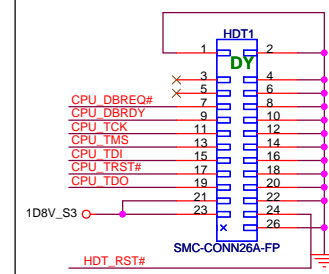 HDT1
1 2
DY
3 4
5 6
CPU_DBREQ# 7 8
CPU_DBRDY 9 10
CPU_TCK 11 12
CPU_TMS 13 14
CPU_TDI 15 16
CPU_TRST# 17 18
CPU_TDO 19 20
21 22
1D8V_S3 23 24
26
SMC-CONN26A-FP
HDT_RST#